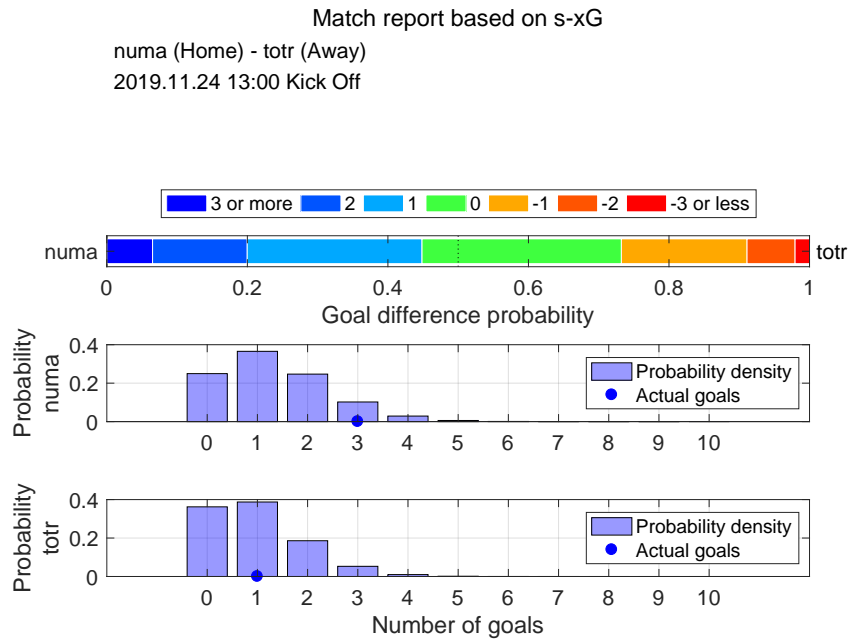 Match report based on s-xG
numa (Home) - totr (Away)
2019.11.24 13:00 Kick Off
3 or more 2 1 0 -1 -2 -3 or less
numa totr
0 0.2 0.4 0.6 0.8 1
Goal difference probability
Probability
numa
0.4
0.2
0
Probability density
Actual goals
0 1 2 3 4 5 6 7 8 9 10
Probability
totr
0.4
0.2
0
Probability density
Actual goals
0 1 2 3 4 5 6 7 8 9 10
Number of goals